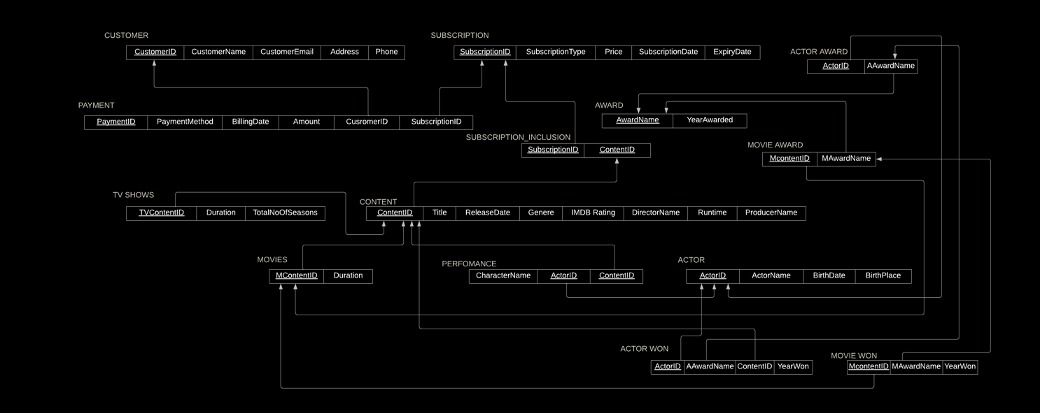 CUSTOMER
CustomerID CustomerName CustomerEmail Address Phone
SUBSCRIPTION
SubscriptionID SubscriptionType Price SubscriptionDate ExpiryDate
ACTOR AWARD
ActorID AAwardName
PAYMENT
PaymentID PaymentMethod BillingDate Amount CusromerID SubscriptionID
AWARD
AwardName YearAwarded
SUBSCRIPTION_INCLUSION
SubscriptionID ContentID
MOVIE AWARD
McontentID MAwardName
TV SHOWS
TVContentID Duration TotalNoOfSeasons
CONTENT
ContentID Title ReleaseDate Genere IMDB Rating DirectorName Runtime ProducerName
MOVIES
MContentID Duration
PERFOMANCE
CharacterName ActorID ContentID
ACTOR
ActorID ActorName BirthDate BirthPlace
ACTOR WON
ActorID AAwardName ContentID YearWon
MOVIE WON
McontentID MAwardName YearWon